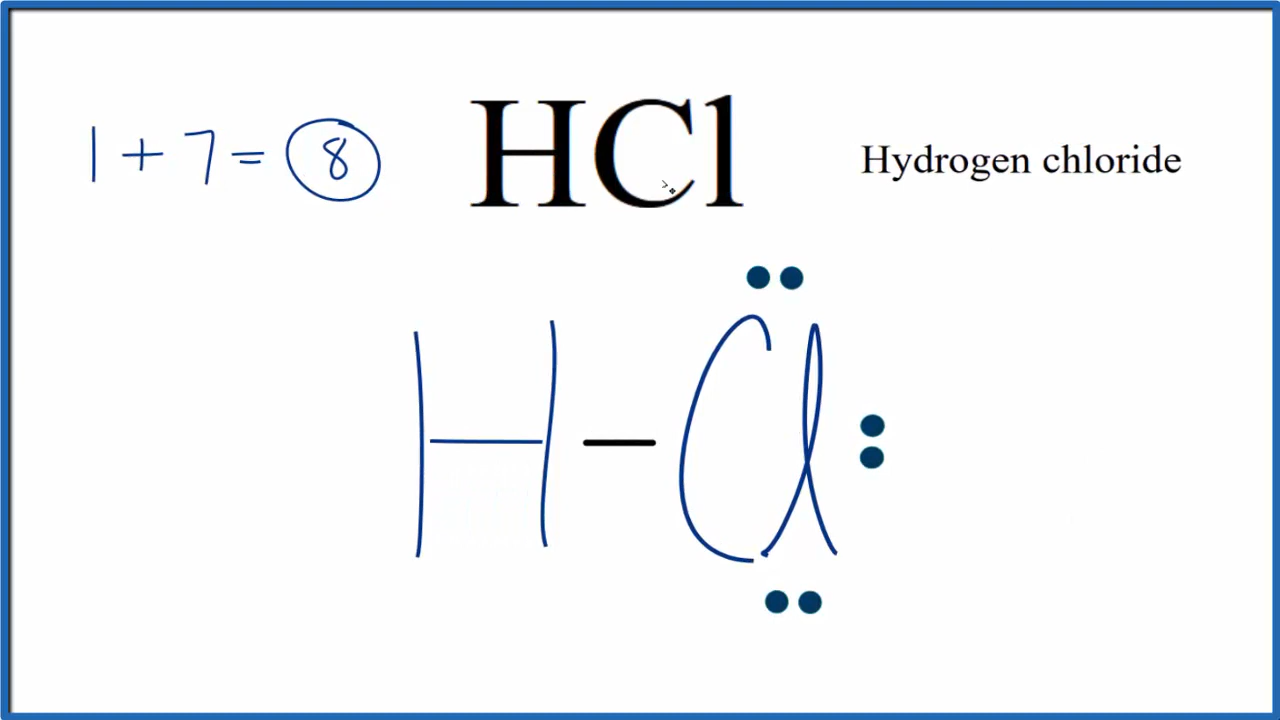 1 + 7 = 8
HCl
Hydrogen chloride
H – Cl